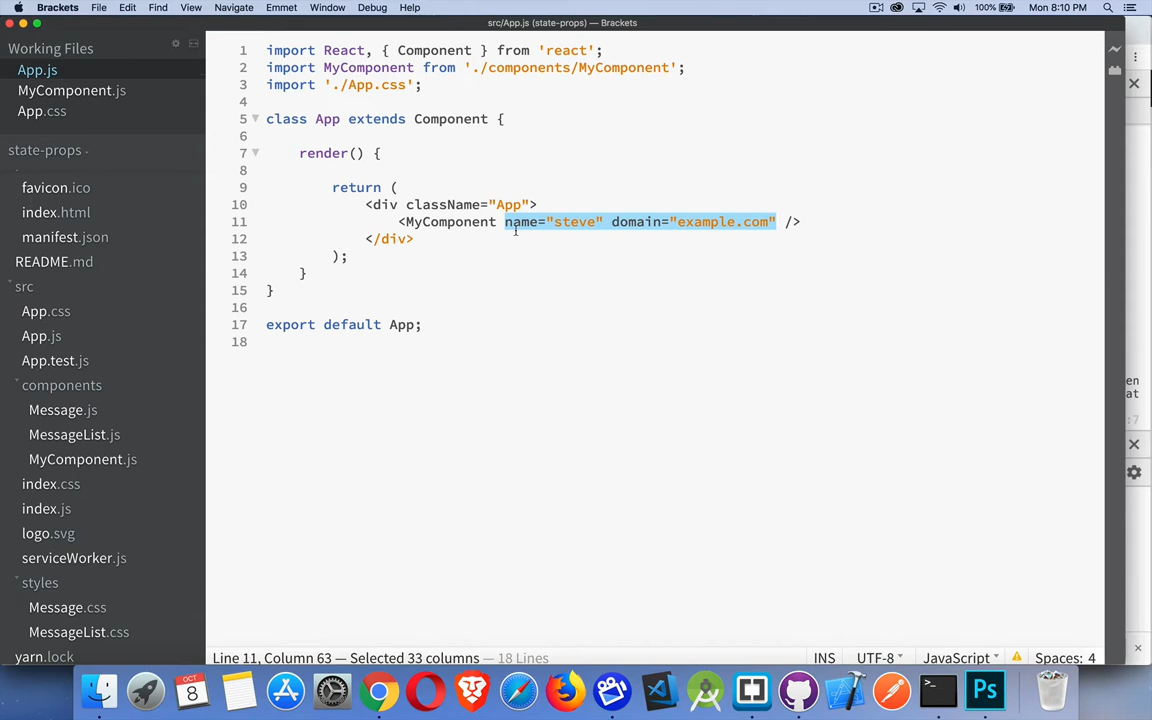 Brackets File Edit Find View Navigate Emmet Window Debug Help 100% Mon 8:10 PM
src/App.js (state-props) — Brackets
Working Files
App.js
MyComponent.js
App.css
state-props
favicon.ico
index.html
manifest.json
README.md
src
App.css
App.js
App.test.js
components
Message.js
MessageList.js
MyComponent.js
index.css
index.js
logo.svg
serviceWorker.js
styles
Message.css
MessageList.css
yarn.lock
1 import React, { Component } from 'react';
2 import MyComponent from './components/MyComponent';
3 import './App.css';
4
5 class App extends Component {
6
7 render() {
8
9 return (
10 <div className="App">
11 <MyComponent name="steve" domain="example.com" />
12 </div>
13 );
14 }
15 }
16
17 export default App;
18
en
at
:7
Line 11, Column 63 — Selected 33 columns — 18 Lines INS UTF-8 JavaScript Spaces: 4
OCT
8
>_
Ps